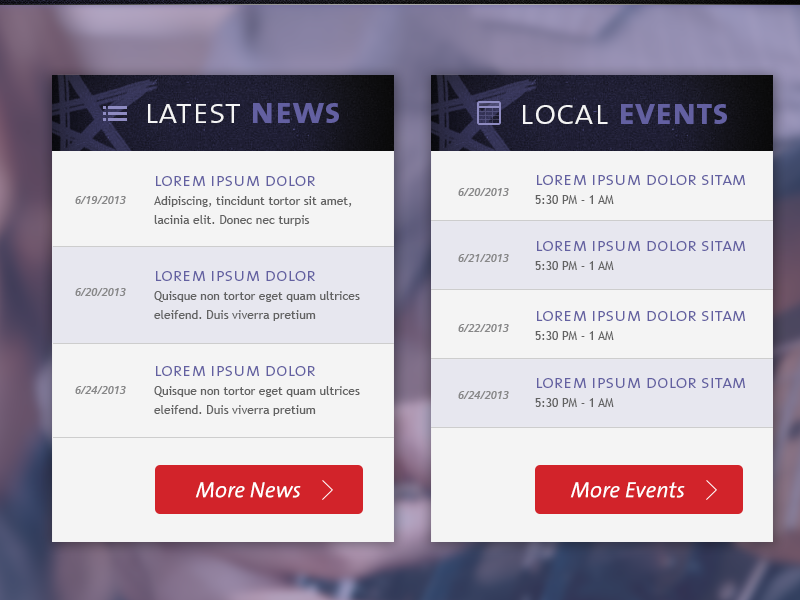 LATEST NEWS
6/19/2013
LOREM IPSUM DOLOR
Adipiscing, tincidunt tortor sit amet,
lacinia elit. Donec nec turpis
6/20/2013
LOREM IPSUM DOLOR
Quisque non tortor eget quam ultrices
eleifend. Duis viverra pretium
6/24/2013
LOREM IPSUM DOLOR
Quisque non tortor eget quam ultrices
eleifend. Duis viverra pretium
More News
LOCAL EVENTS
6/20/2013
LOREM IPSUM DOLOR SITAM
5:30 PM - 1 AM
6/21/2013
LOREM IPSUM DOLOR SITAM
5:30 PM - 1 AM
6/22/2013
LOREM IPSUM DOLOR SITAM
5:30 PM - 1 AM
6/24/2013
LOREM IPSUM DOLOR SITAM
5:30 PM - 1 AM
More Events